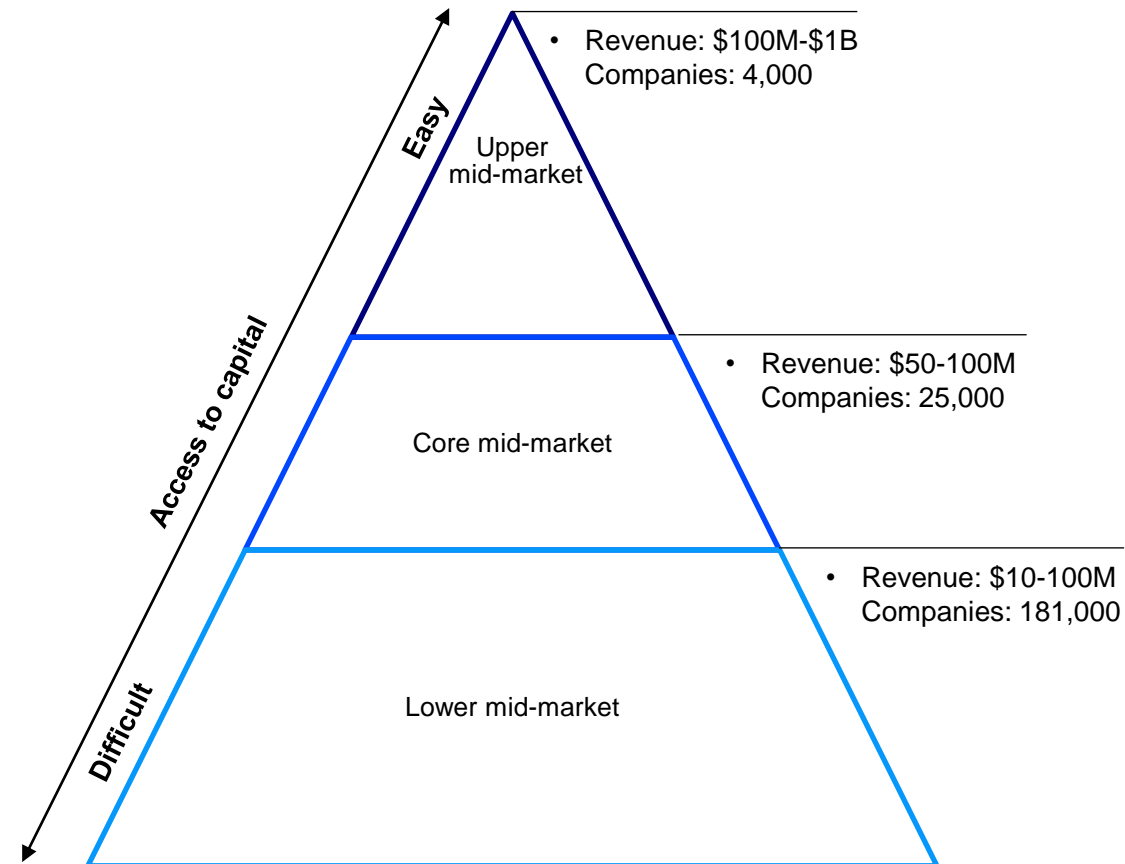 • Revenue: $100M-$1B
Companies: 4,000
Easy
Upper
mid-market
Access to capital
• Revenue: $50-100M
Companies: 25,000
Core mid-market
• Revenue: $10-100M
Companies: 181,000
Difficult
Lower mid-market